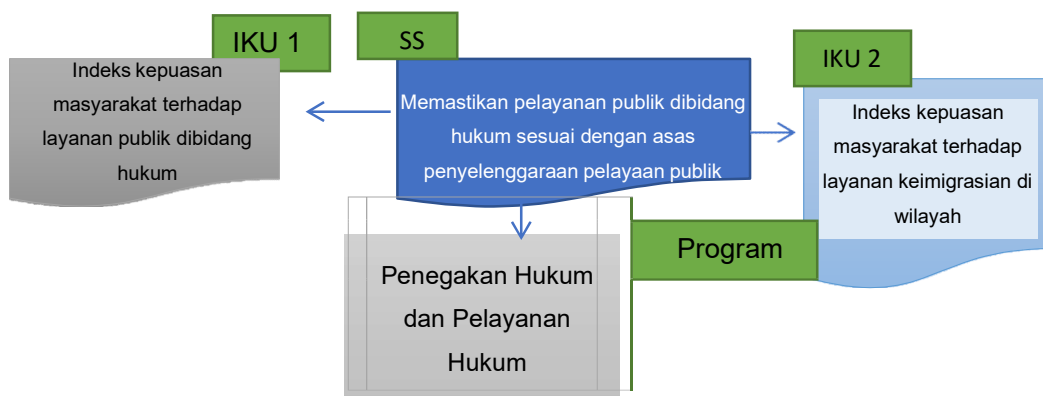 IKU 1
Indeks kepuasan
masyarakat terhadap
layanan publik dibidang
hukum
SS
Memastikan pelayanan publik dibidang
hukum sesuai dengan asas
penyelenggaraan pelayaan publik
IKU 2
Indeks kepuasan
masyarakat terhadap
layanan keimigrasian di
wilayah
Program
Penegakan Hukum
dan Pelayanan
Hukum